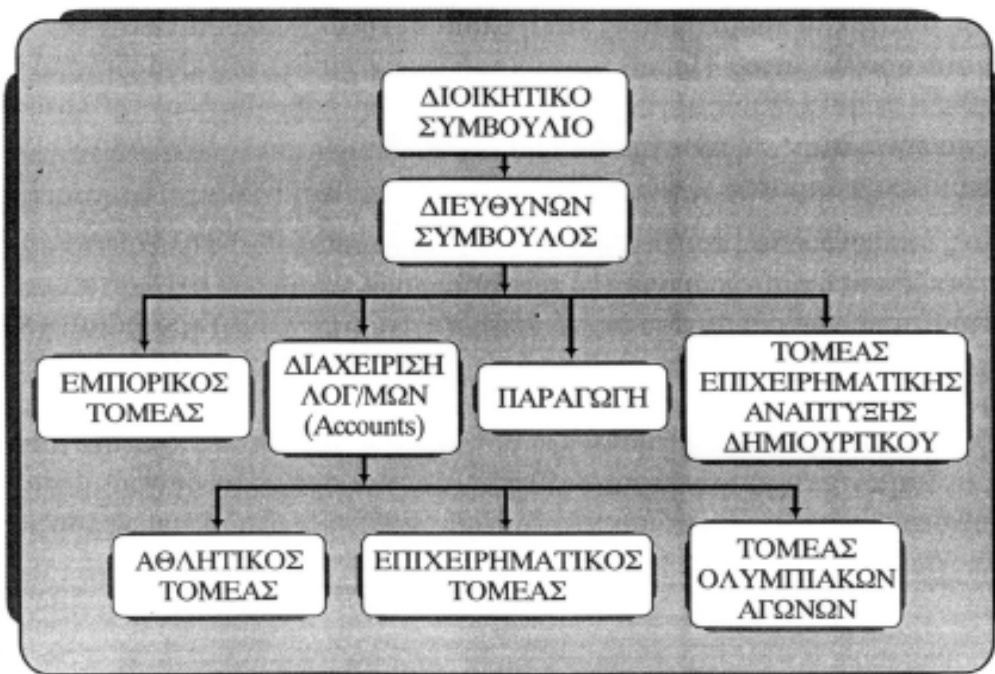 ΔΙΟΙΚΗΤΙΚΟ
ΣΥΜΒΟΥΛΙΟ
ΔΙΕΥΘΥΝΩΝ
ΣΥΜΒΟΥΛΟΣ
ΕΜΠΟΡΙΚΟΣ
ΤΟΜΕΑΣ
ΔΙΑΧΕΙΡΙΣΗ
ΛΟΓ/ΜΩΝ
(Accounts)
ΠΑΡΑΓΩΓΗ
ΤΟΜΕΑΣ
ΕΠΙΧΕΙΡΗΜΑΤΙΚΗΣ
ΑΝΑΠΤΥΞΗΣ
ΔΗΜΙΟΥΡΓΙΚΟΥ
ΑΘΛΗΤΙΚΟΣ
ΤΟΜΕΑΣ
ΕΠΙΧΕΙΡΗΜΑΤΙΚΟΣ
ΤΟΜΕΑΣ
ΤΟΜΕΑΣ
ΟΛΥΜΠΙΑΚΩΝ
ΑΓΩΝΩΝ